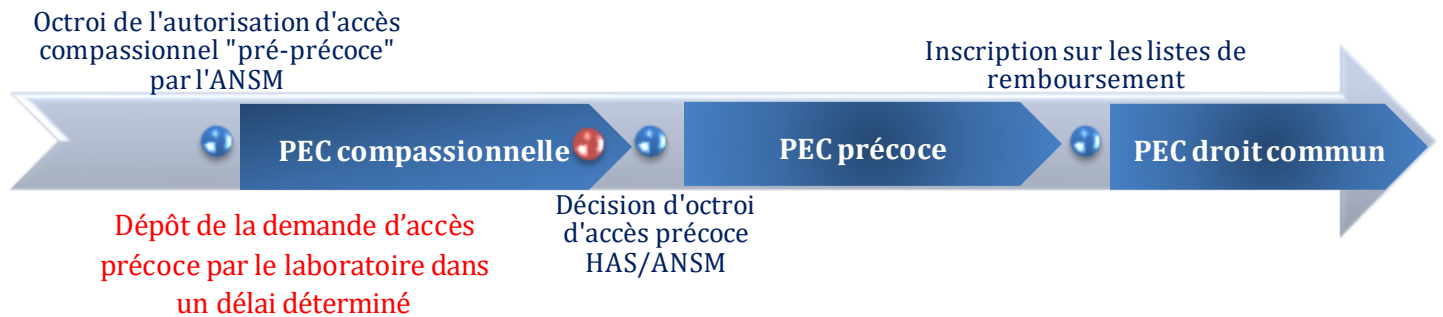 Octroi de l'autorisation d'accès
compassionnel "pré-précoce"
par l'ANSM
Inscription sur les listes de
remboursement
PEC compassionnelle
PEC précoce
PEC droit commun
Dépôt de la demande d’accès
précoce par le laboratoire dans
un délai déterminé
Décision d'octroi
d'accès précoce
HAS/ANSM